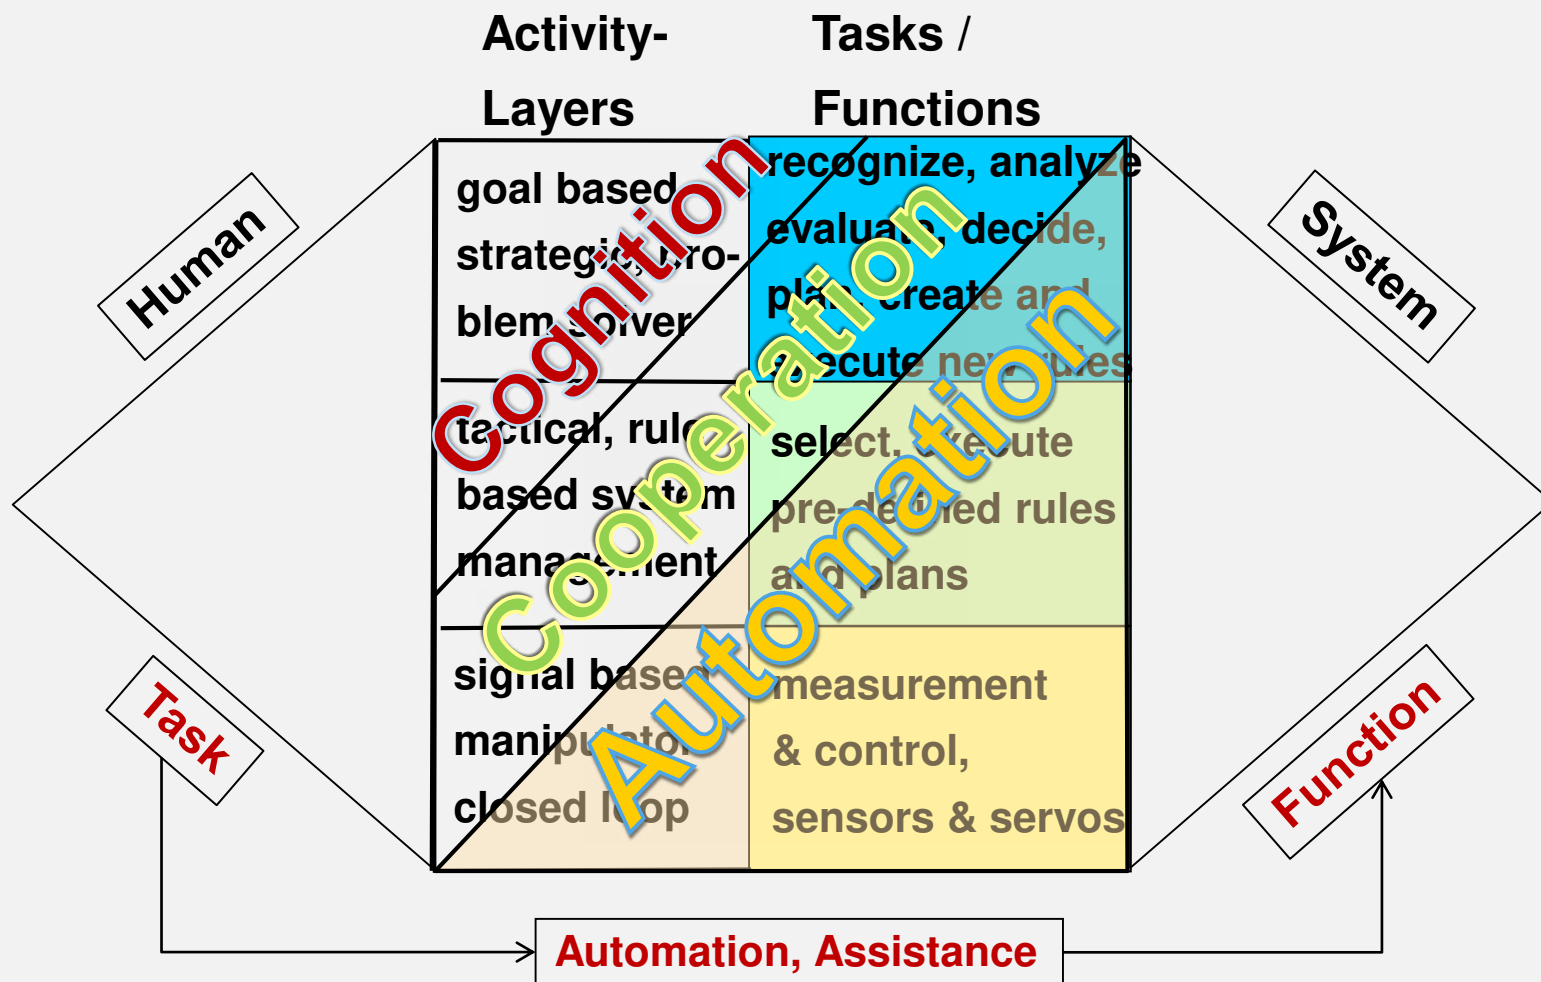 Activity-
Layers
Tasks /
Functions
Human
System
goal based
strategic, pro-
blem solver
recognize, analyze
evaluate, decide,
plan, create and
execute new rules
tactical, rule
based system
management
select, execute
pre-defined rules
and plans
signal based
manipulator
closed loop
measurement
& control,
sensors & servos
Cognition
Cooperation
Automation
Task
Function
Automation, Assistance